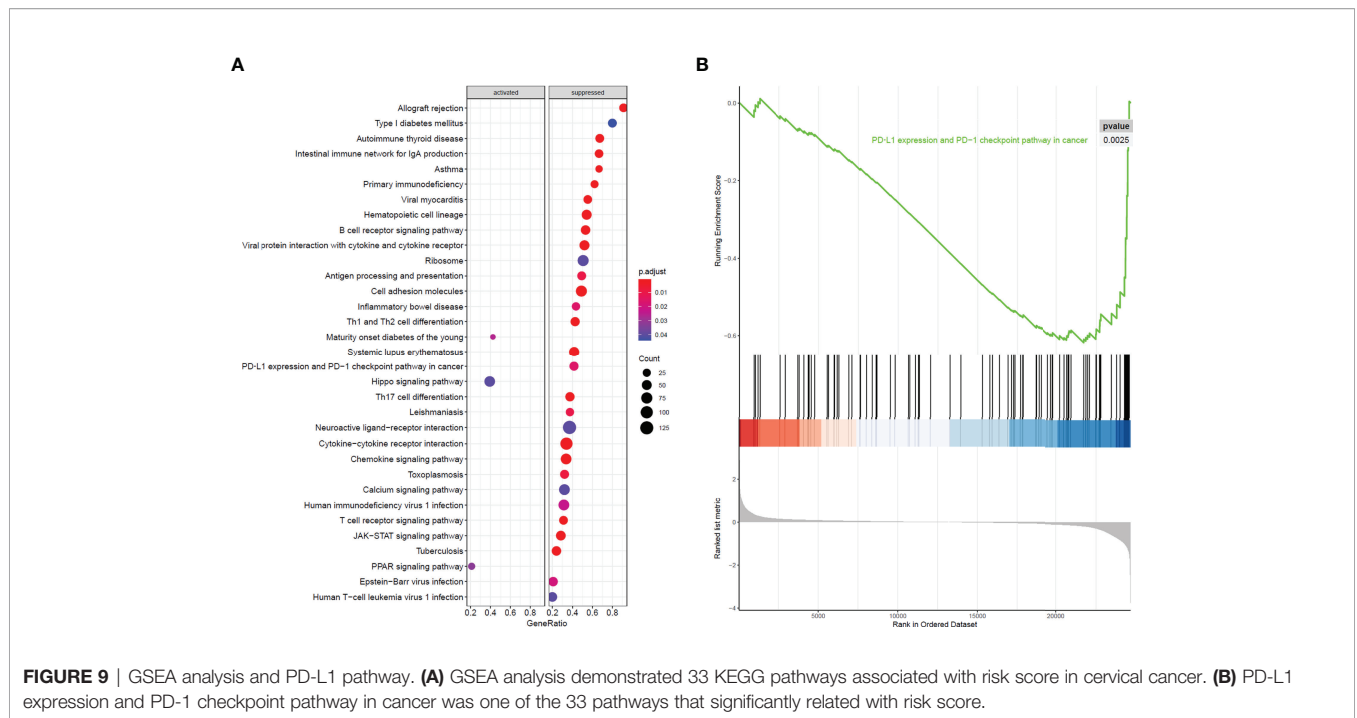 A
activated suppressed
Allograft rejection
Type I diabetes mellitus
Autoimmune thyroid disease
Intestinal immune network for IgA production
Asthma
Primary immunodeficiency
Viral myocarditis
Hematopoietic cell lineage
B cell receptor signaling pathway
Viral protein interaction with cytokine and cytokine receptor
Ribosome
Antigen processing and presentation
Cell adhesion molecules
Inflammatory bowel disease
Th1 and Th2 cell differentiation
Maturity onset diabetes of the young
Systemic lupus erythematosus
PD-L1 expression and PD-1 checkpoint pathway in cancer
Hippo signaling pathway
Th17 cell differentiation
Leishmaniasis
Neuroactive ligand-receptor interaction
Cytokine-cytokine receptor interaction
Chemokine signaling pathway
Toxoplasmosis
Calcium signaling pathway
Human immunodeficiency virus 1 infection
T cell receptor signaling pathway
JAK-STAT signaling pathway
Tuberculosis
PPAR signaling pathway
Epstein-Barr virus infection
Human T-cell leukemia virus 1 infection
0.2 0.4 0.6 0.8 0.2 0.4 0.6 0.8
GeneRatio
p.adjust
0.01
0.02
0.03
0.04
Count
25
50
75
100
125
B
Running Enrichment Score
0.0
-0.2
-0.4
-0.6
PD-L1 expression and PD-1 checkpoint pathway in cancer
pvalue
0.0025
Ranked list metric
2
0
-2
-4
5000 10000 15000 20000
Rank in Ordered Dataset
FIGURE 9 | GSEA analysis and PD-L1 pathway. (A) GSEA analysis demonstrated 33 KEGG pathways associated with risk score in cervical cancer. (B) PD-L1
expression and PD-1 checkpoint pathway in cancer was one of the 33 pathways that significantly related with risk score.